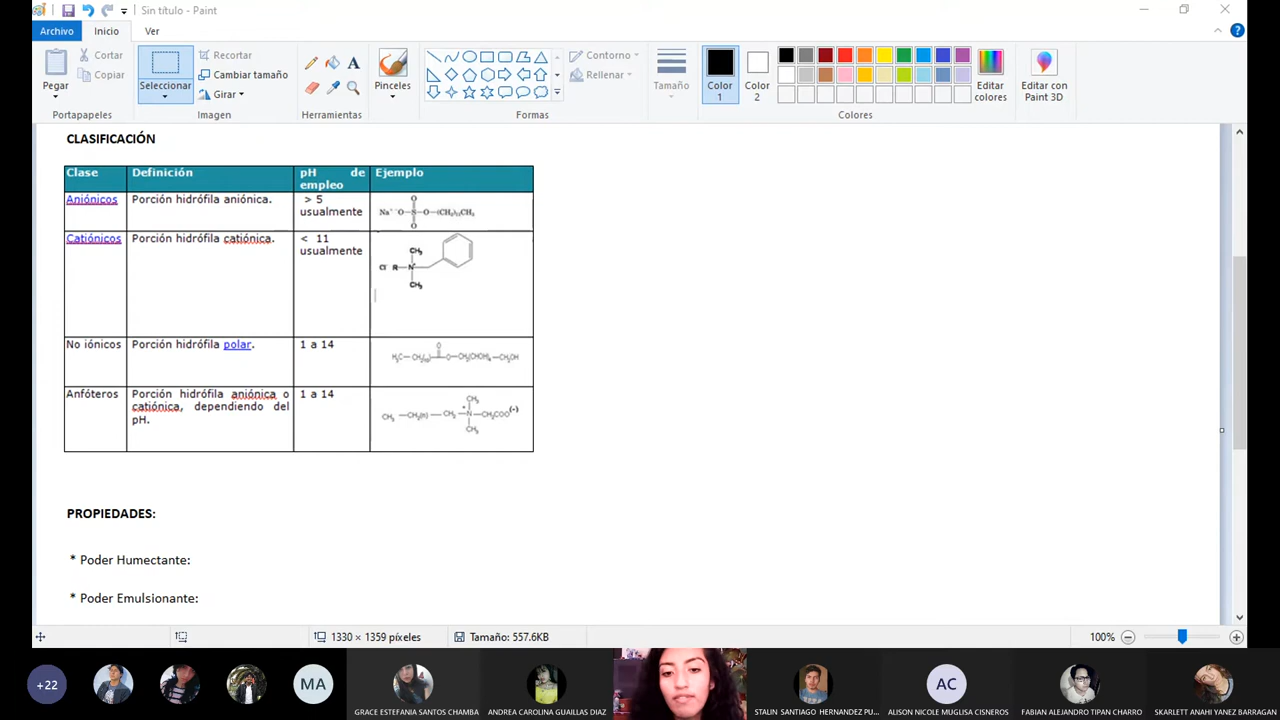 Sin título - Paint
Archivo Inicio Ver
Pegar
Cortar
Copiar
Portapapeles
Seleccionar
Recortar
Cambiar tamaño
Girar
Imagen
Herramientas
Pinceles
Contorno
Rellenar
Formas
Tamaño
Color
1
Color
2
Editar
colores
Colores
Editar con
Paint 3D
CLASIFICACIÓN
Clase Definición pH de empleo Ejemplo
Aniónicos Porción hidrófila aniónica. > 5
usualmente
Catiónicos Porción hidrófila catiónica. < 11
usualmente
No iónicos Porción hidrófila polar. 1 a 14
Anfóteros Porción hidrófila aniónica o 1 a 14
catiónica, dependiendo del
pH.
PROPIEDADES:
* Poder Humectante:
* Poder Emulsionante:
1330 × 1359 píxeles
Tamaño: 557.6KB
100%
+22
MA
GRACE ESTEFANIA SANTOS CHAMBA
ANDREA CAROLINA GUAILLAS DIAZ
STALIN SANTIAGO HERNANDEZ PU...
AC
ALISON NICOLE MUGLISA CISNEROS
FABIAN ALEJANDRO TIPAN CHARRO
SKARLETT ANAHI YANEZ BARRAGAN